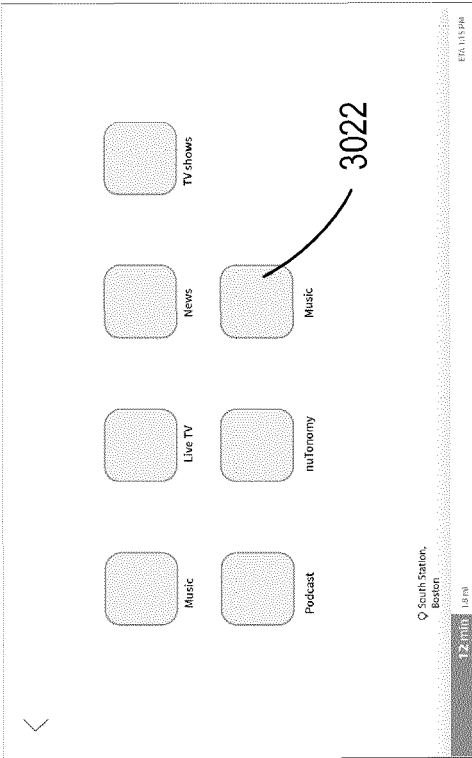 Music
Live TV
News
TV shows
Podcast
nuTonomy
Music
3022
South Station,
Boston
12 min
1.8 mi
ETA 1:15 PM